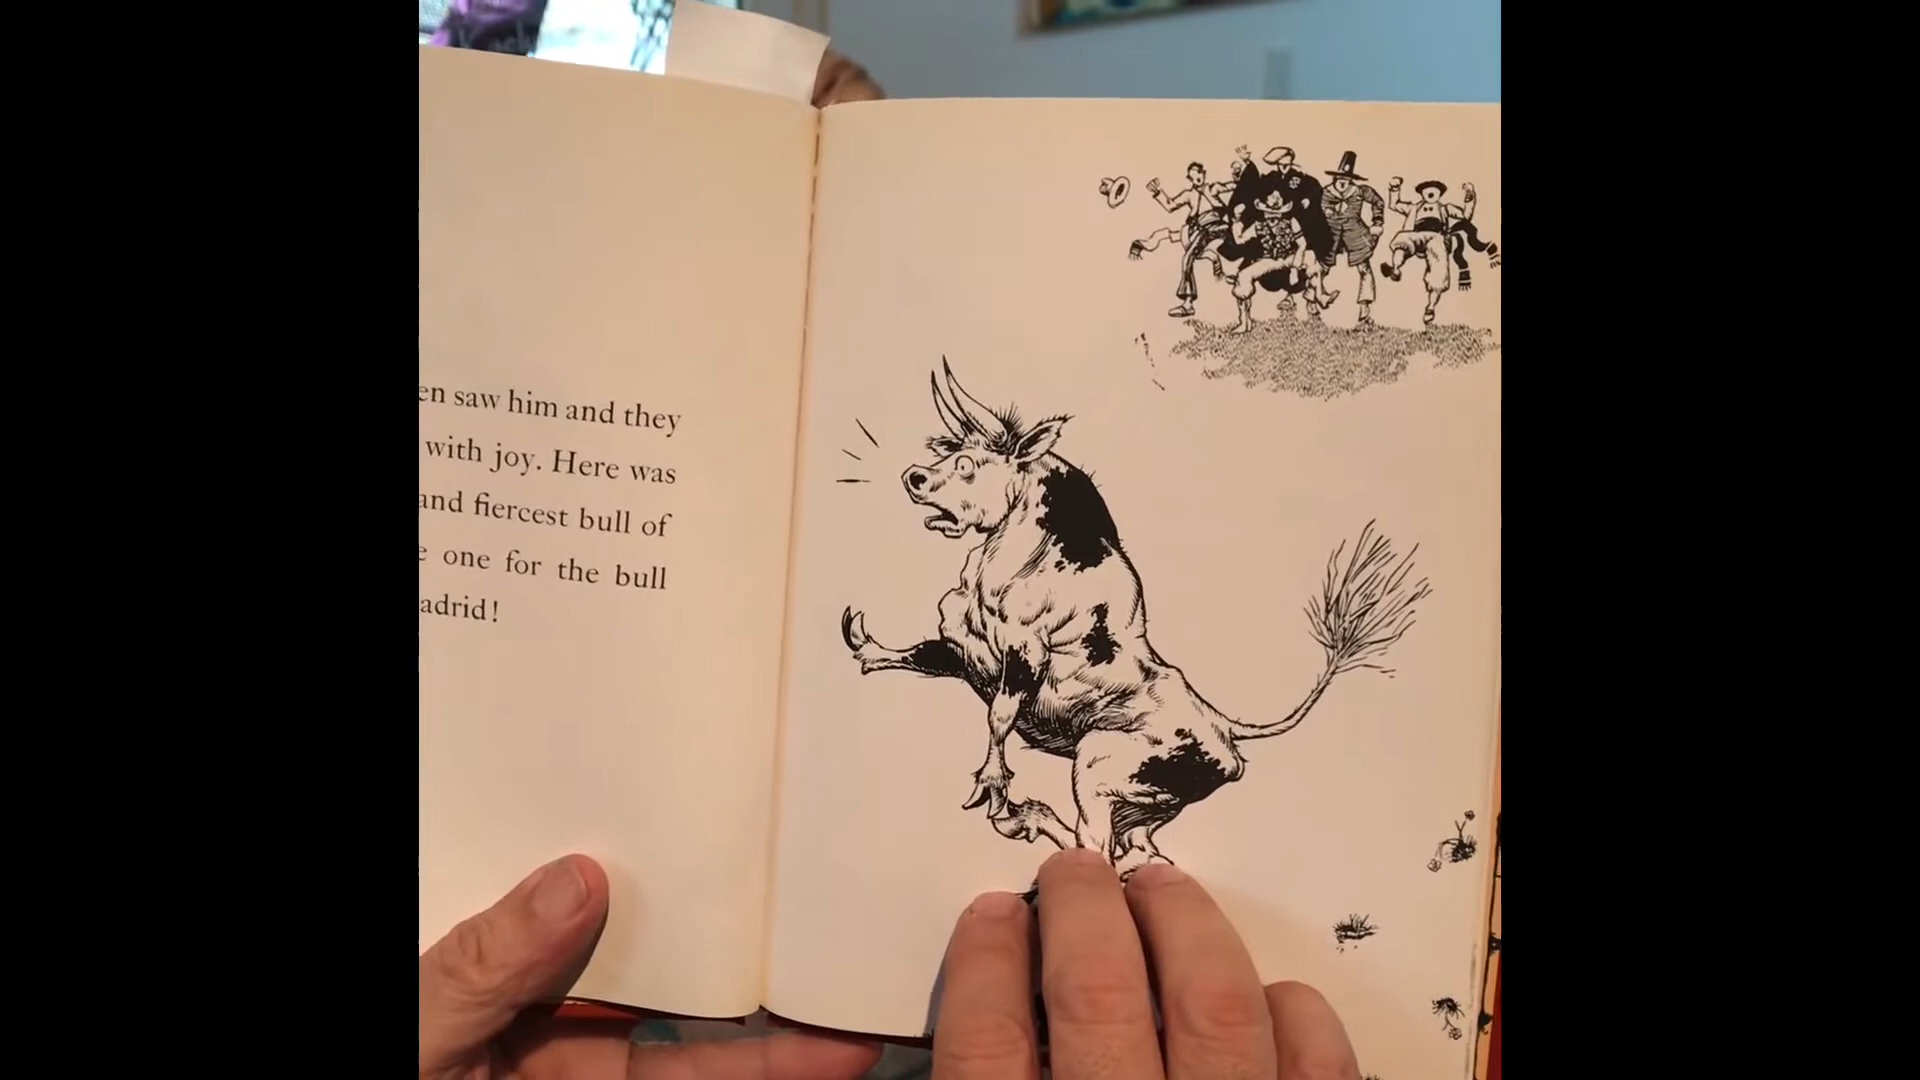 en saw him and they
with joy. Here was
and fiercest bull of
e one for the bull
adrid!